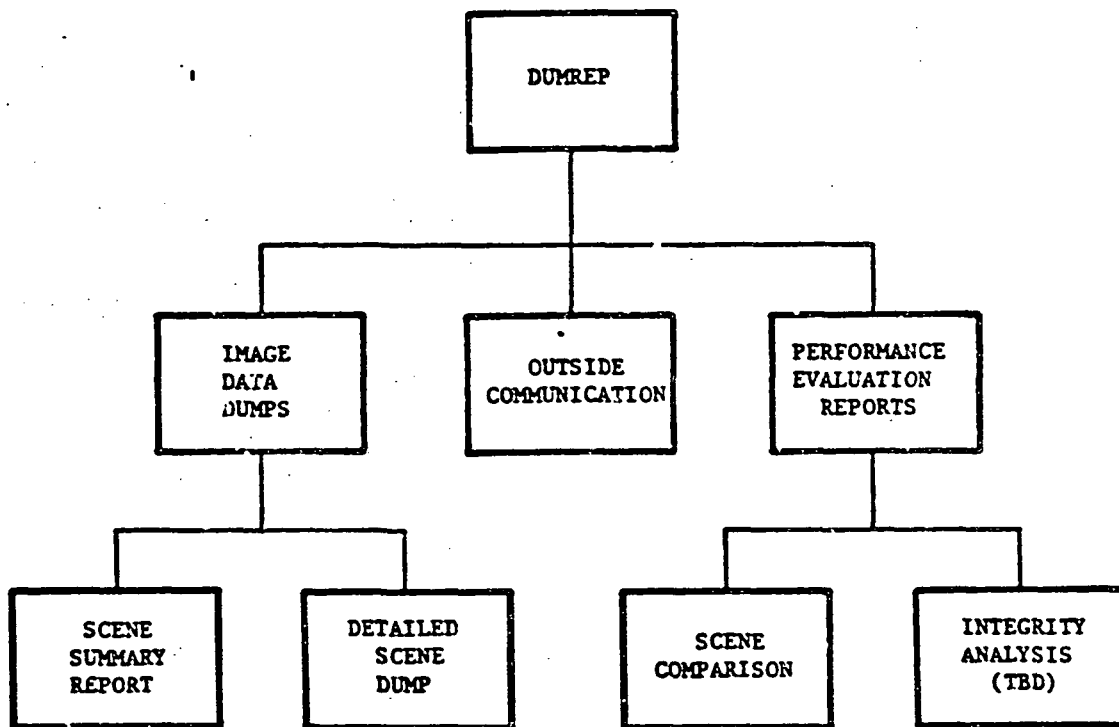 DUMREP
IMAGE
DATA
DUMPS
OUTSIDE
COMMUNICATION
PERFORMANCE
EVALUATION
REPORTS
SCENE
SUMMARY
REPORT
DETAILED
SCENE
DUMP
SCENE
COMPARISON
INTEGRITY
ANALYSIS
(TBD)